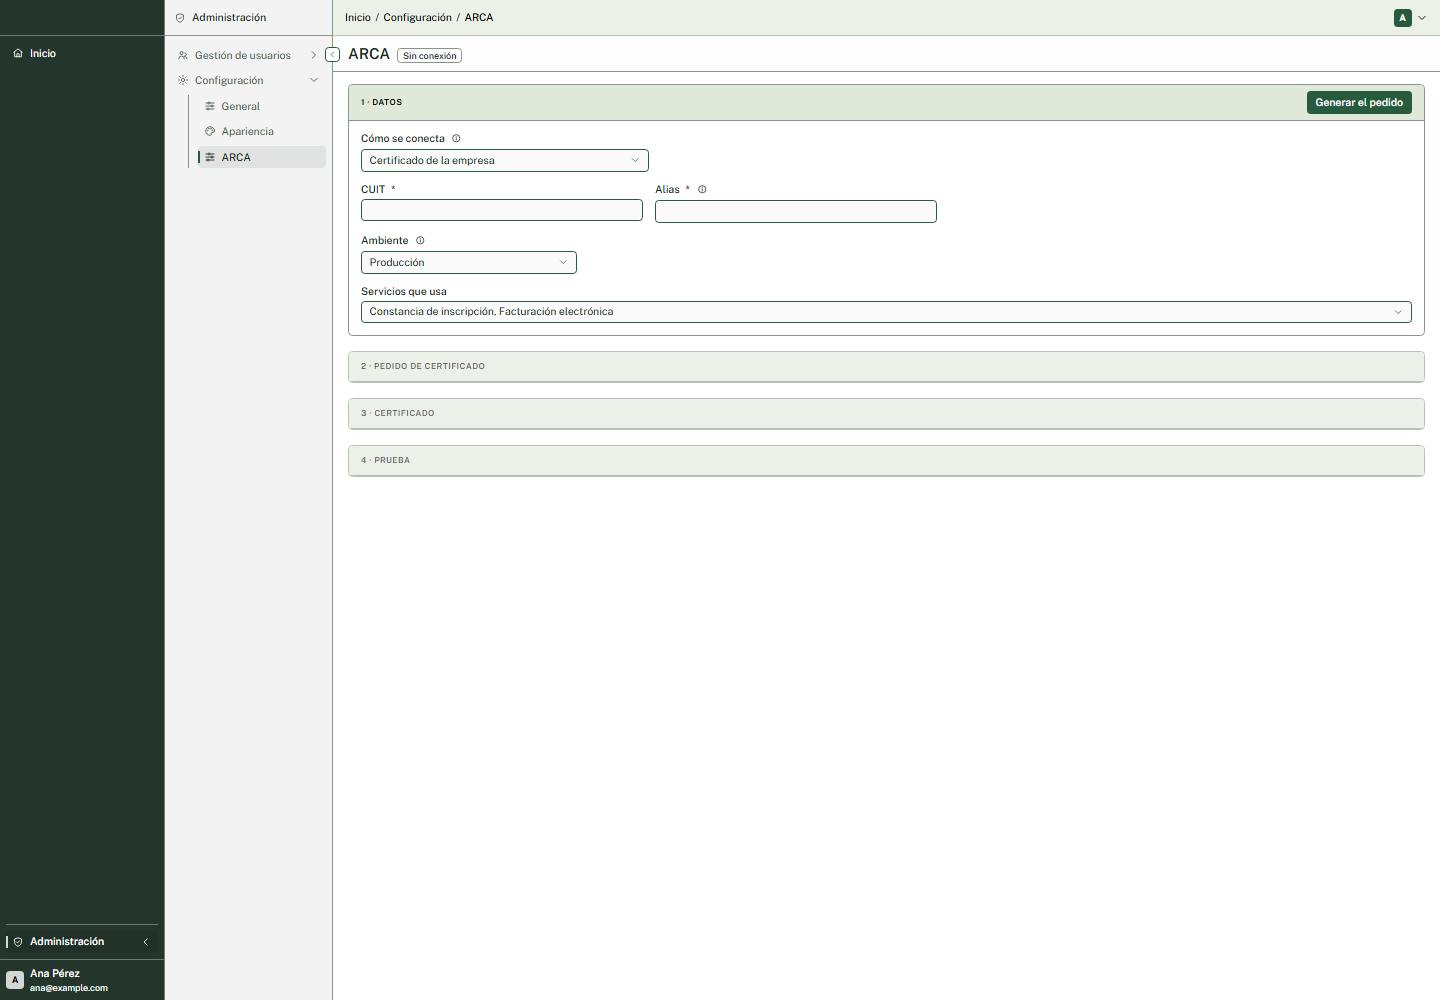 Inicio
Administración
Ana Pérez
A
ana@example.com
Administración
Gestión de usuarios
Configuración
General
Apariencia
ARCA
Inicio / Configuración / ARCA
A
ARCA Sin conexión
1 · DATOS
Generar el pedido
Cómo se conecta
Certificado de la empresa
CUIT * Alias *
Ambiente
Producción
Servicios que usa
Constancia de inscripción, Facturación electrónica
2 · PEDIDO DE CERTIFICADO
3 · CERTIFICADO
4 · PRUEBA